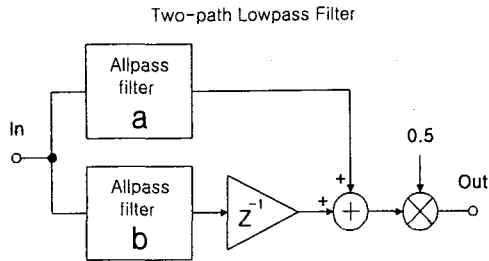 Two-path Lowpass Filter
Allpass
filter
a
In
0.5
Allpass
filter
b
Z⁻¹
+
+
+
Out